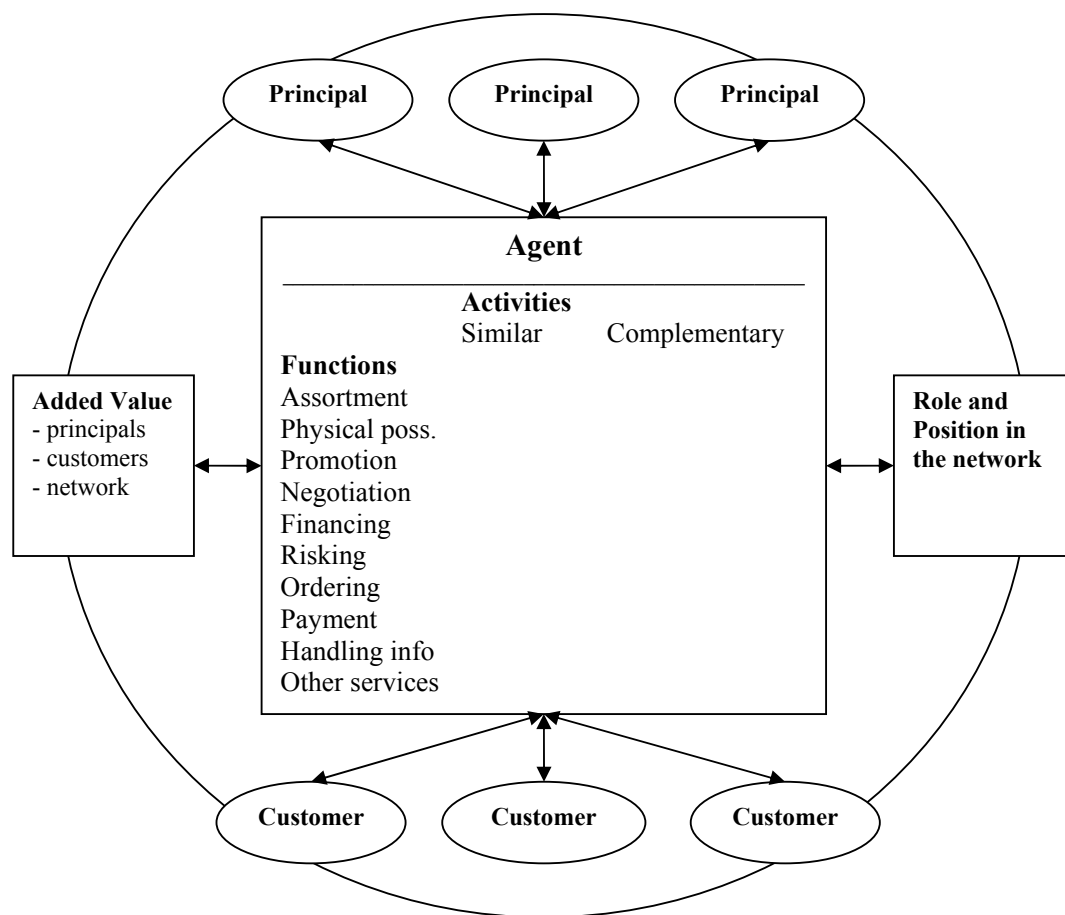 Principal
Principal
Principal
Agent
Activities
Similar Complementary
Functions
Assortment
Physical poss.
Promotion
Negotiation
Financing
Risking
Ordering
Payment
Handling info
Other services
Added Value
- principals
- customers
- network
Role and
Position in
the network
Customer
Customer
Customer